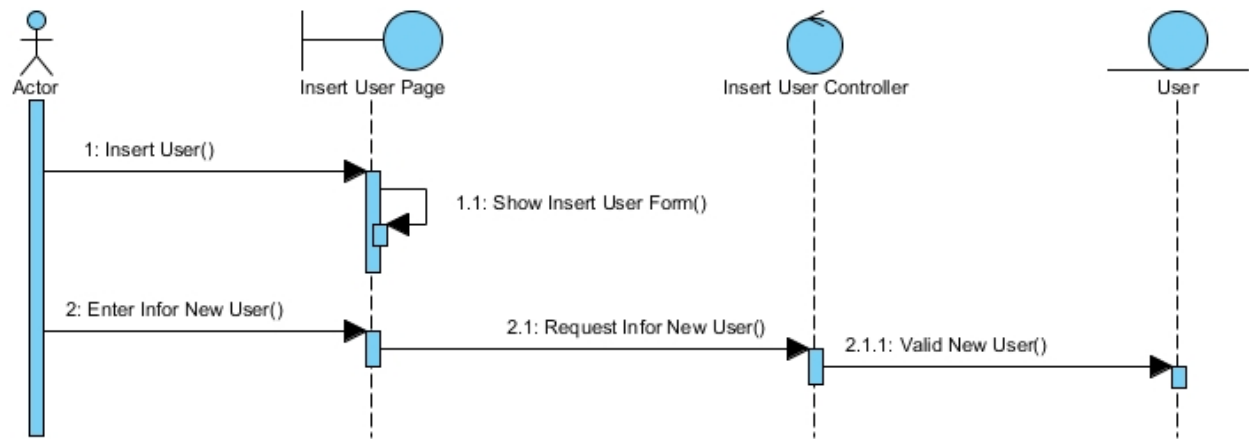 Actor
Insert User Page
Insert User Controller
User
1: Insert User()
1.1: Show Insert User Form()
2: Enter Infor New User()
2.1: Request Infor New User()
2.1.1: Valid New User()